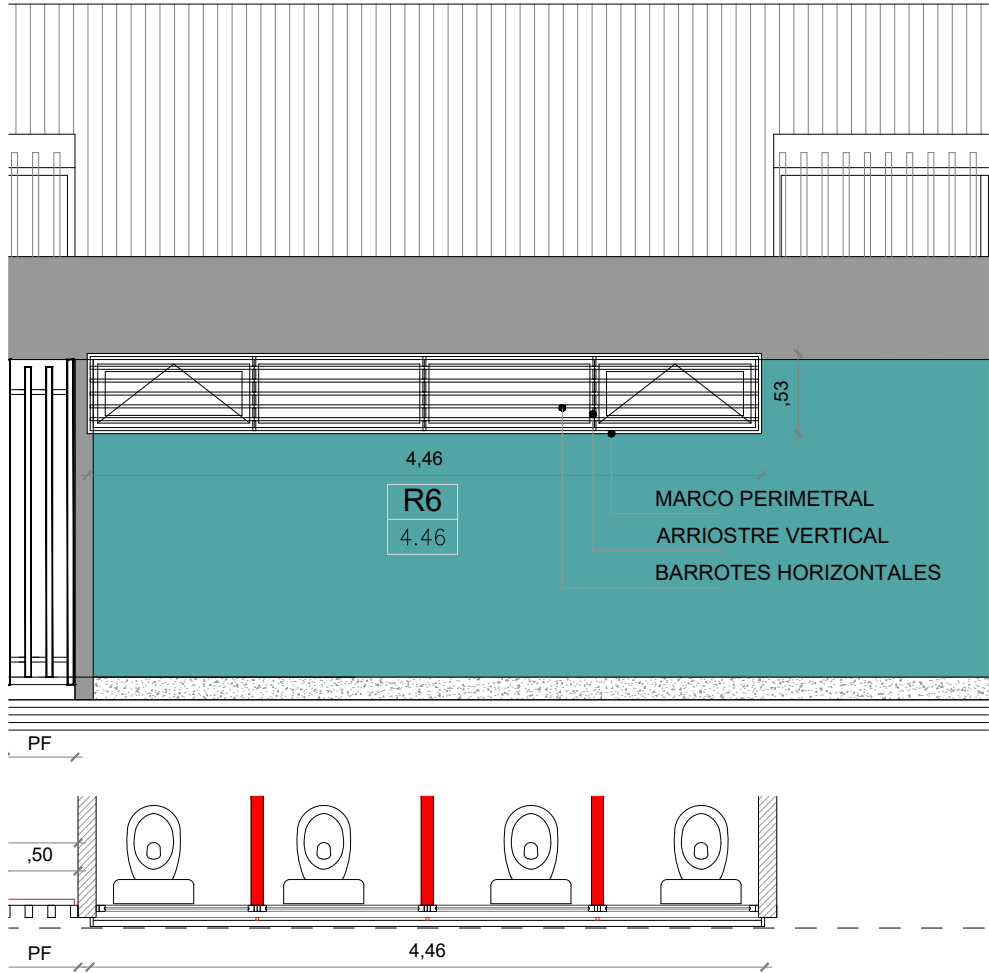 ,53
4,46
R6
4.46
MARCO PERIMETRAL
ARRIOSTRE VERTICAL
BARROTES HORIZONTALES
PF
,50
PF
4,46